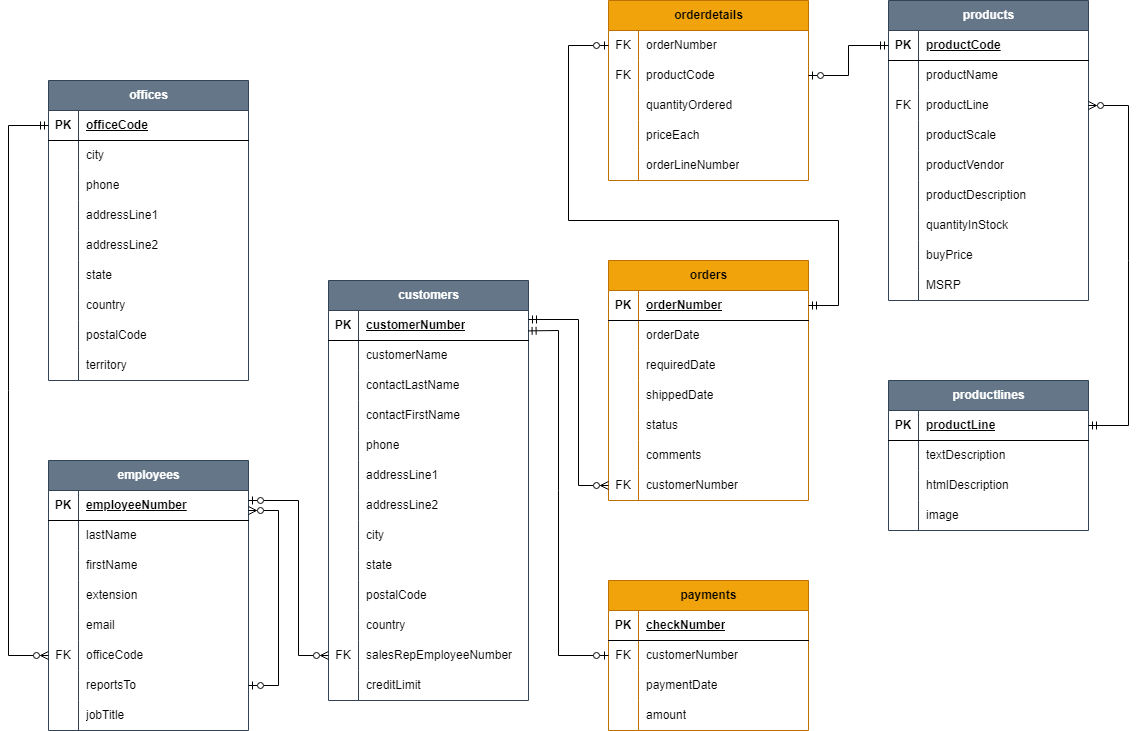 orderdetails
FK orderNumber
FK productCode
quantityOrdered
priceEach
orderLineNumber
products
PK productCode
productName
FK productLine
productScale
productVendor
productDescription
quantityInStock
buyPrice
MSRP
offices
PK officeCode
city
phone
addressLine1
addressLine2
state
country
postalCode
territory
customers
PK customerNumber
customerName
contactLastName
contactFirstName
phone
addressLine1
addressLine2
city
state
postalCode
country
FK salesRepEmployeeNumber
creditLimit
orders
PK orderNumber
orderDate
requiredDate
shippedDate
status
comments
FK customerNumber
productlines
PK productLine
textDescription
htmlDescription
image
employees
PK employeeNumber
lastName
firstName
extension
email
FK officeCode
reportsTo
jobTitle
payments
PK checkNumber
FK customerNumber
paymentDate
amount